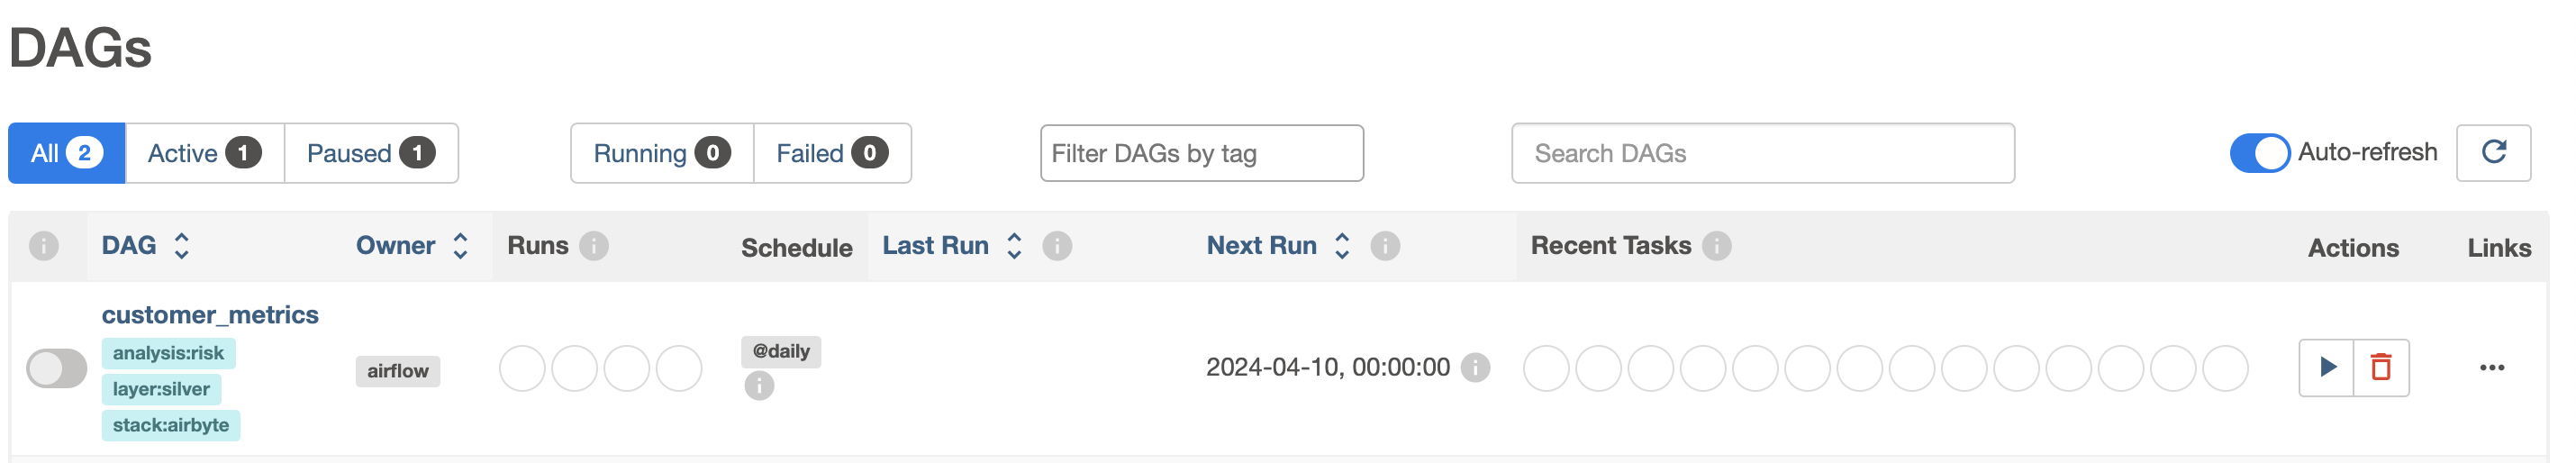 DAGs
All 2 Active 1 Paused 1 Running 0 Failed 0 Filter DAGs by tag Search DAGs Auto-refresh
DAG Owner Runs Schedule Last Run Next Run Recent Tasks Actions Links
customer_metrics
analysis:risk
layer:silver
stack:airbyte
airflow
@daily
2024-04-10, 00:00:00